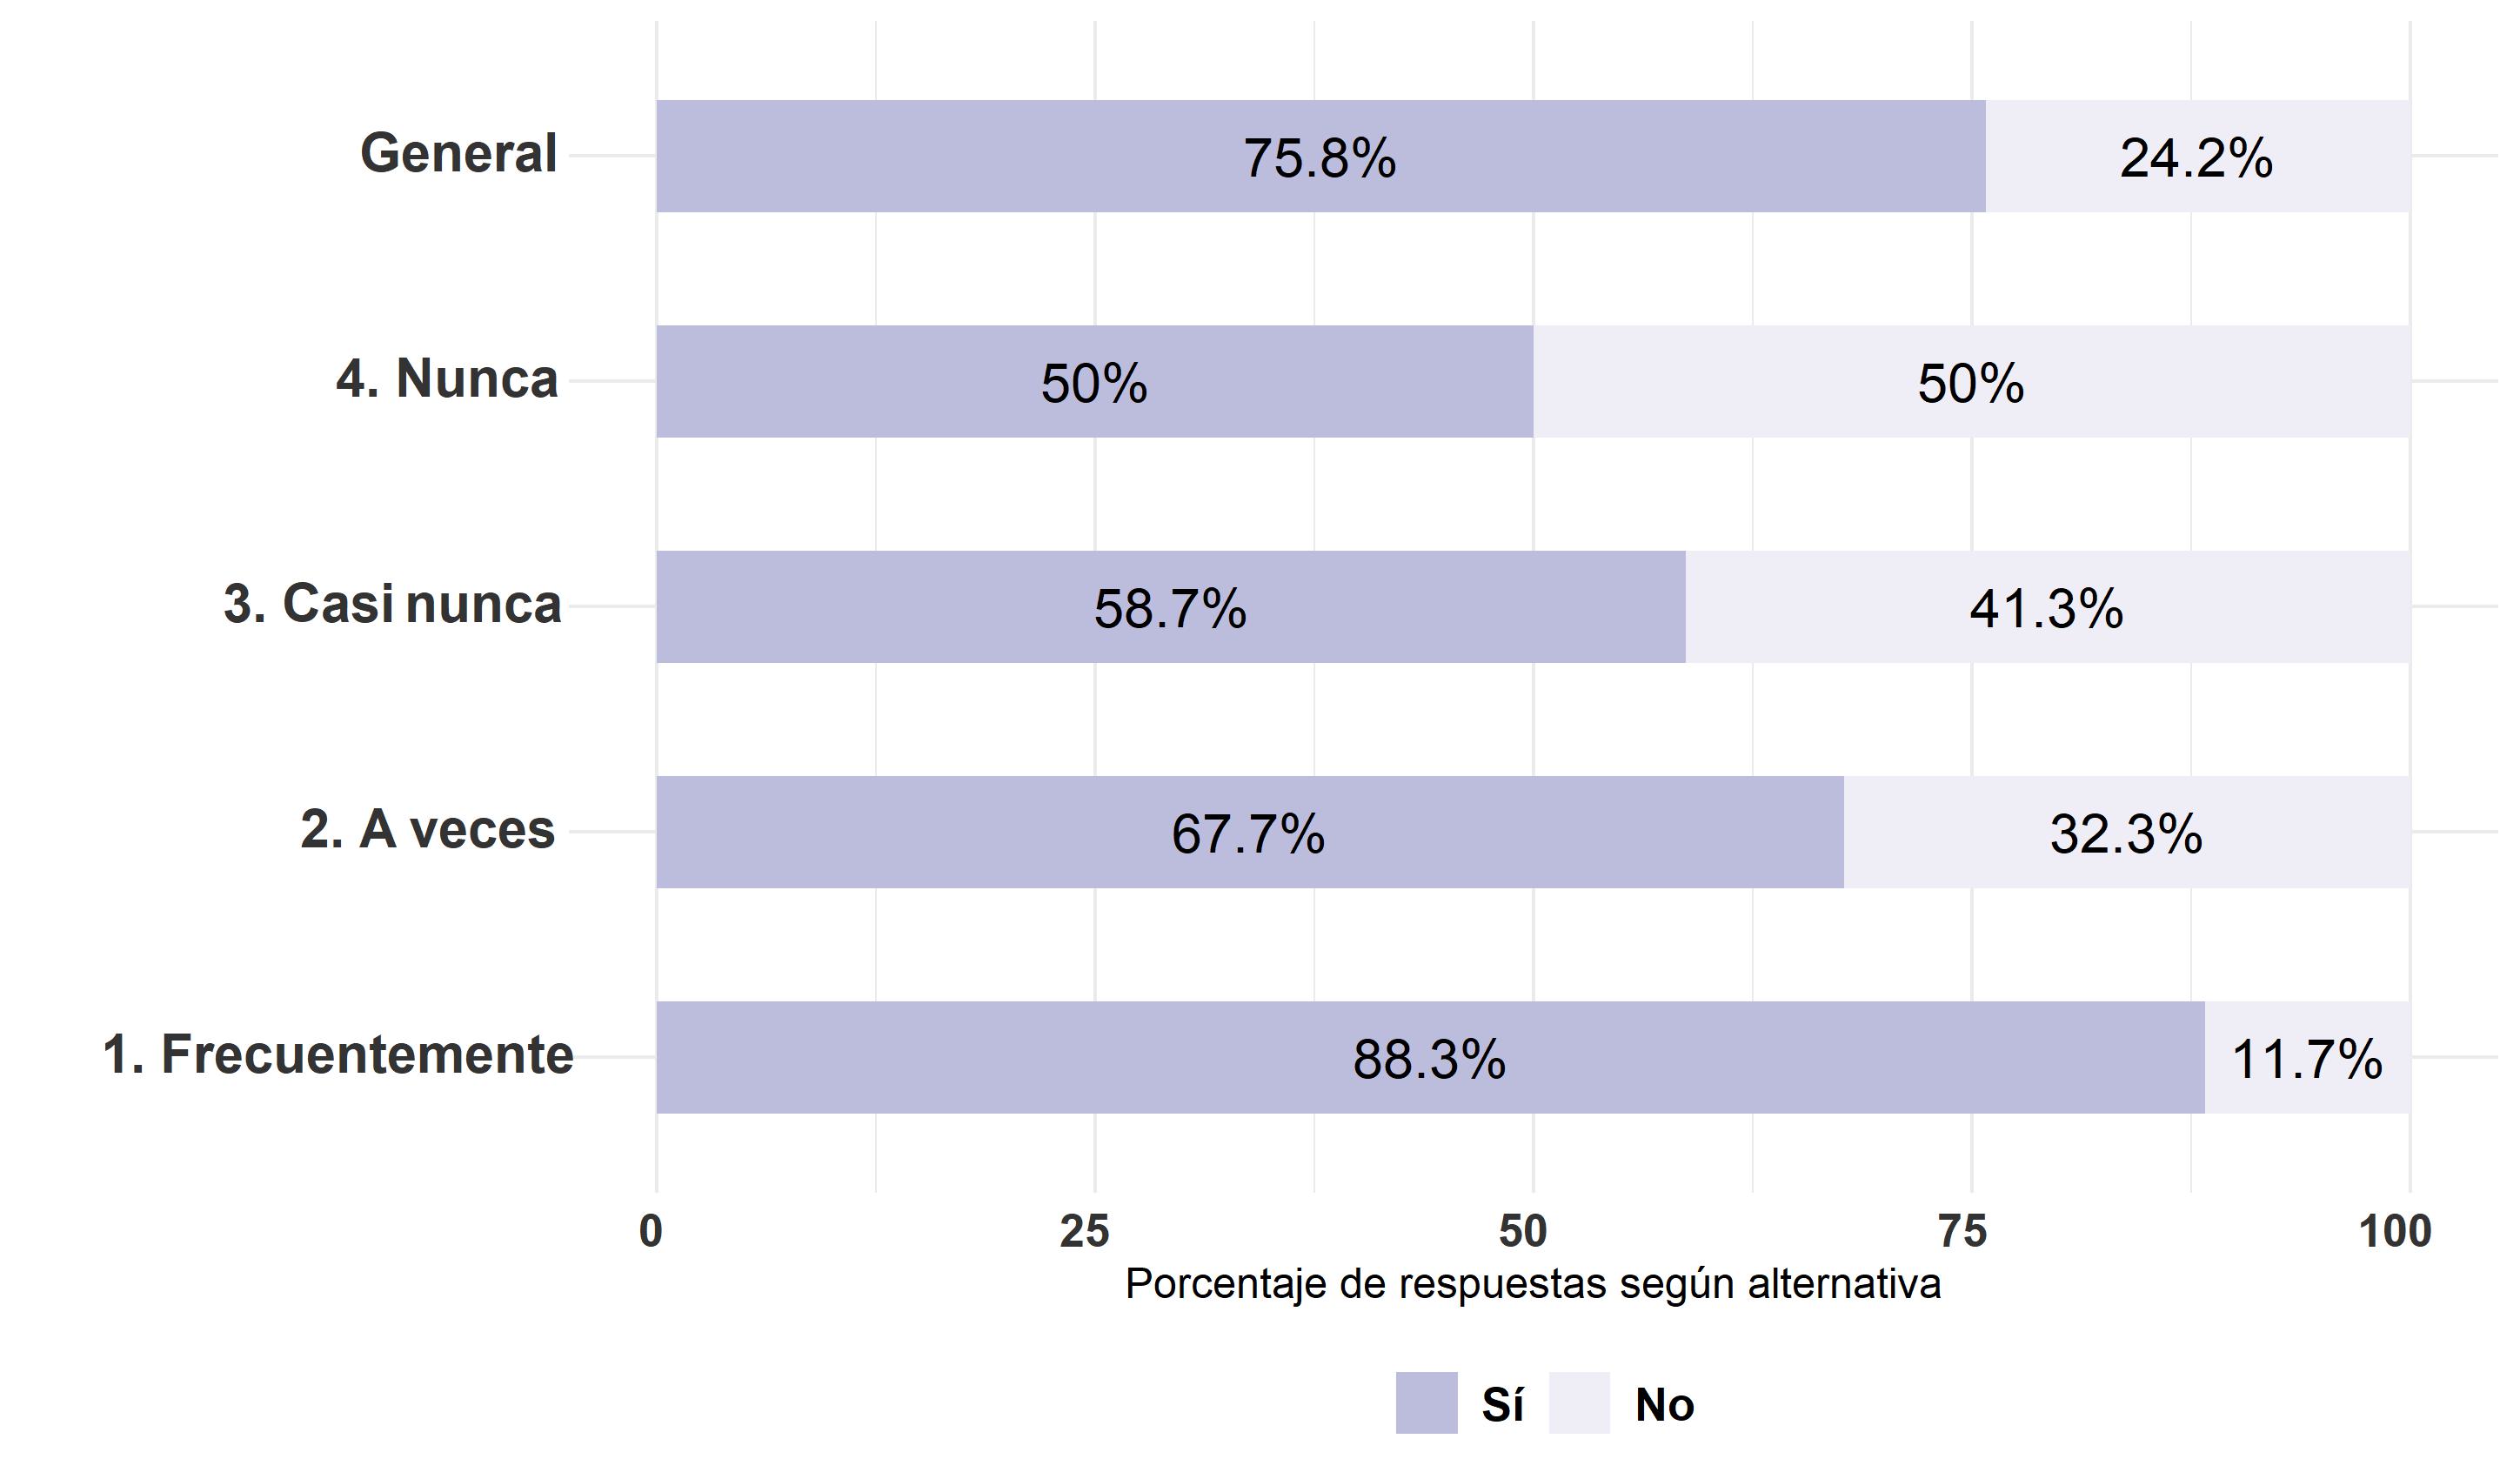 General
75.8%
24.2%
4. Nunca
50%
50%
3. Casi nunca
58.7%
41.3%
2. A veces
67.7%
32.3%
1. Frecuentemente
88.3%
11.7%
0
25
50
75
100
Porcentaje de respuestas según alternativa
Sí
No